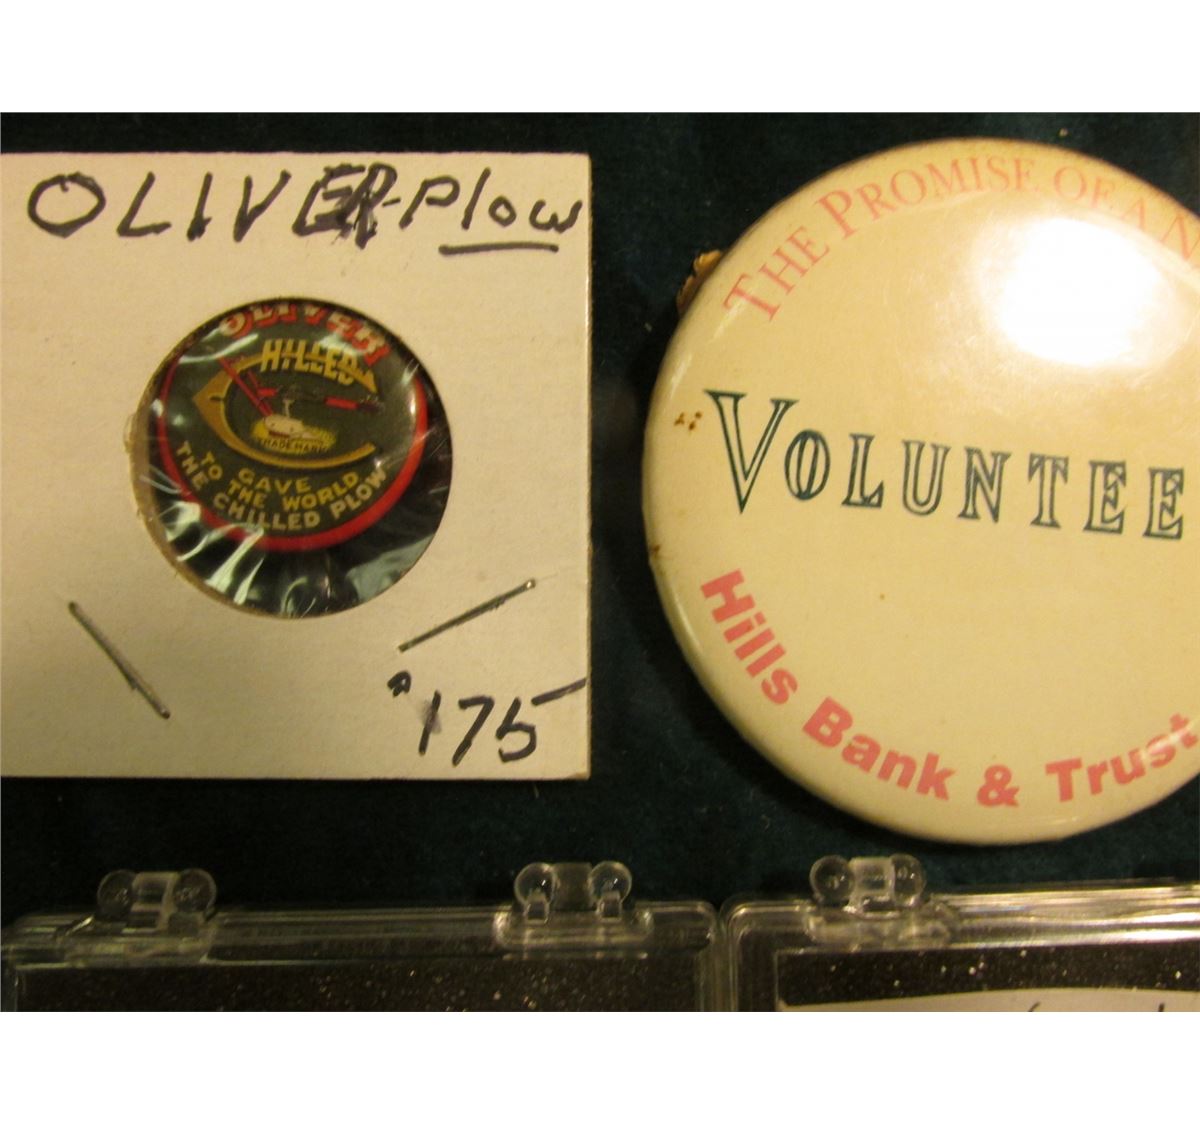 OLIVER-Plow
OLIVER
HILLED
TRADE MARK
GAVE
TO THE WORLD
THE CHILLED PLOW
$175
THE PROMISE OF A N
VOLUNTEE
Hills Bank & Trust